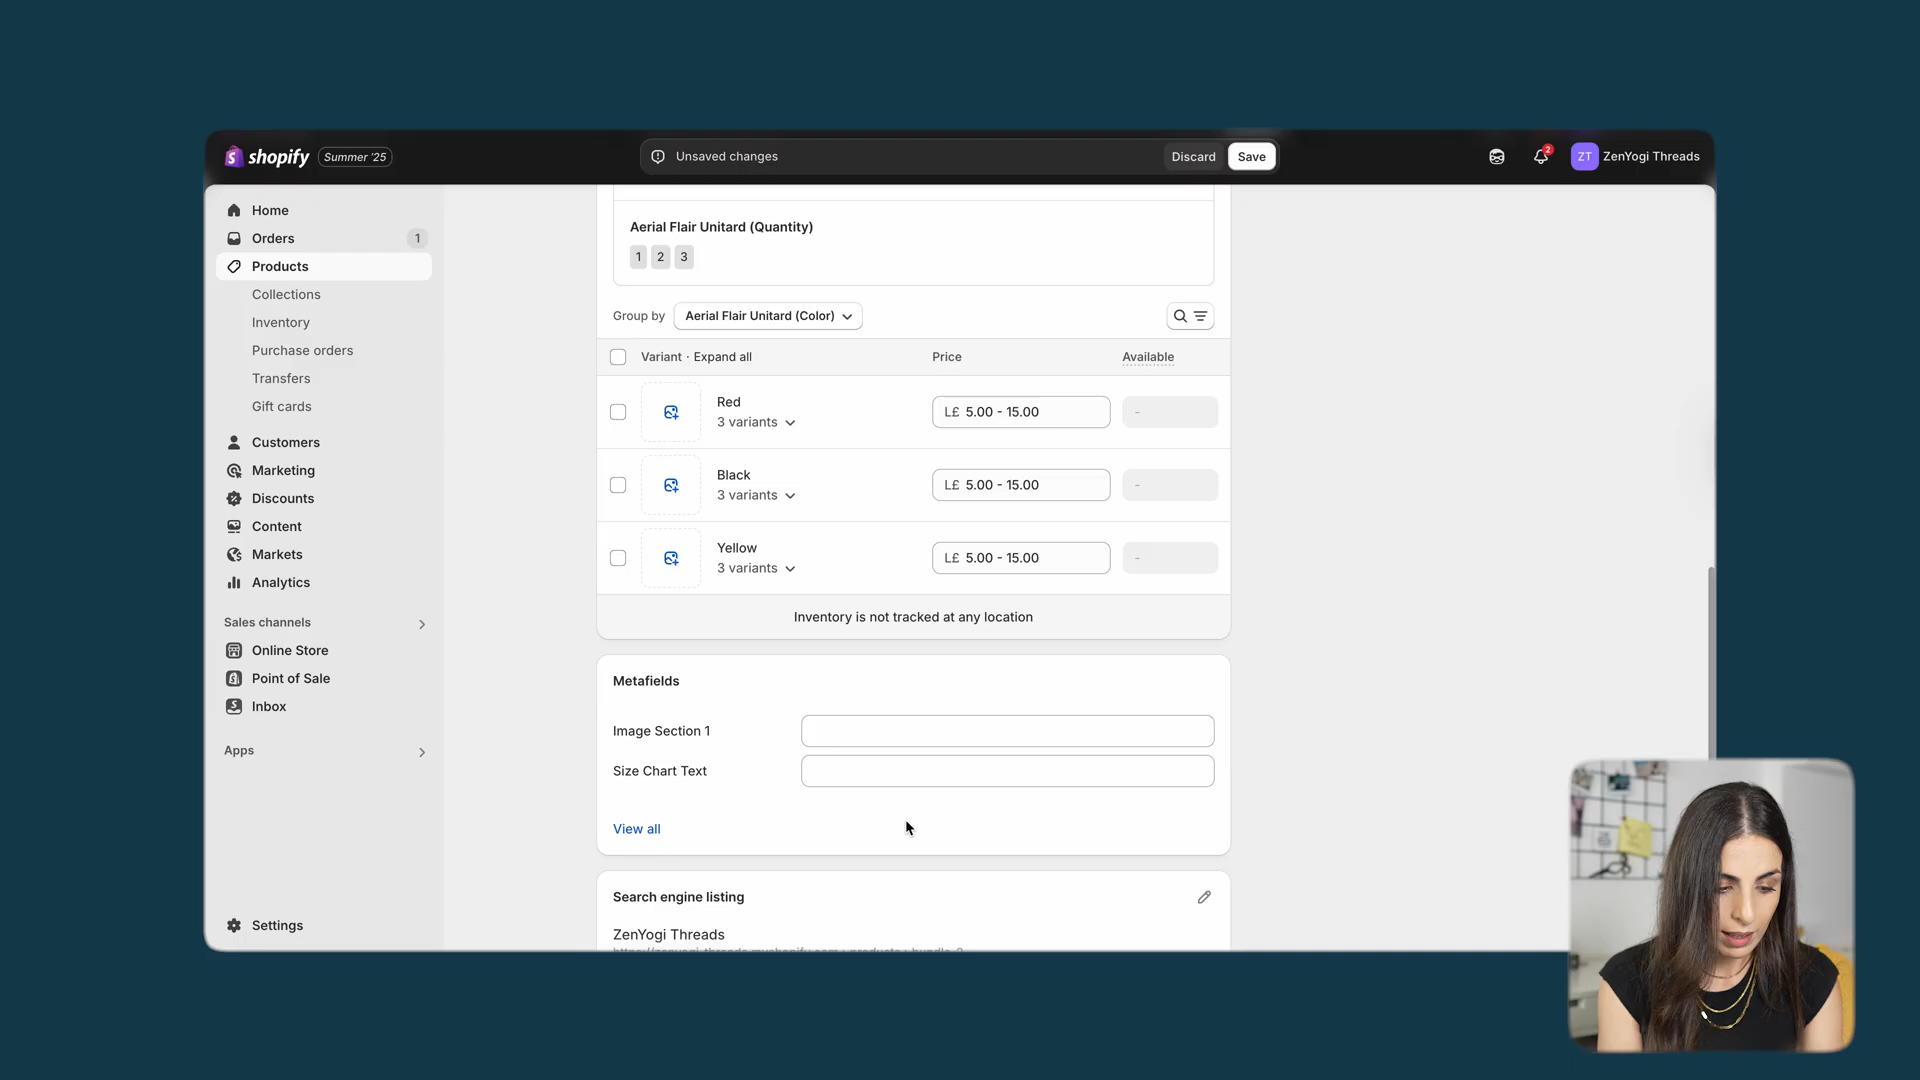 shopify
Summer '25
Unsaved changes
Discard
Save
2
ZT
ZenYogi Threads
Home
Orders
1
Products
Collections
Inventory
Purchase orders
Transfers
Gift cards
Customers
Marketing
Discounts
Content
Markets
Analytics
Sales channels
Online Store
Point of Sale
Inbox
Apps
Settings
Aerial Flair Unitard (Quantity)
1 2 3
Group by
Aerial Flair Unitard (Color)
Variant · Expand all
Price
Available
Red
3 variants
L£ 5.00 - 15.00
-
Black
3 variants
L£ 5.00 - 15.00
-
Yellow
3 variants
L£ 5.00 - 15.00
-
Inventory is not tracked at any location
Metafields
Image Section 1
Size Chart Text
View all
Search engine listing
ZenYogi Threads